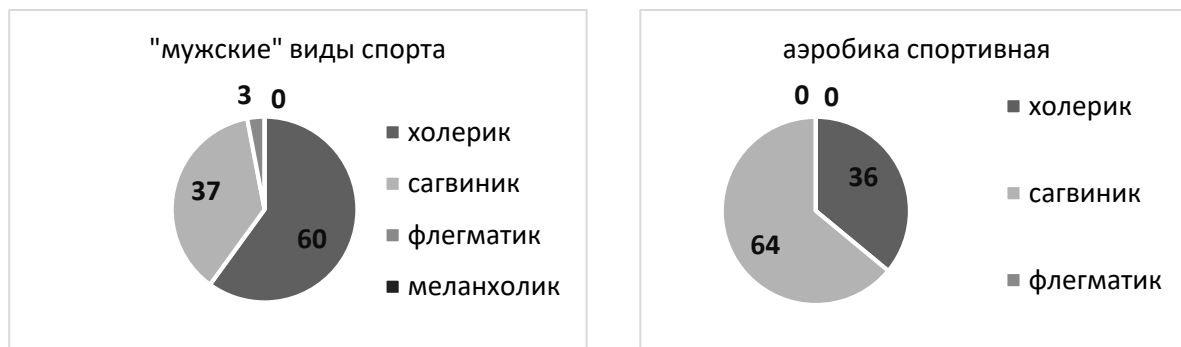 "мужские" виды спорта
3 0
37
60
холерик
сагвиник
флегматик
меланхолик
аэробика спортивная
0 0
36
64
холерик
сагвиник
флегматик